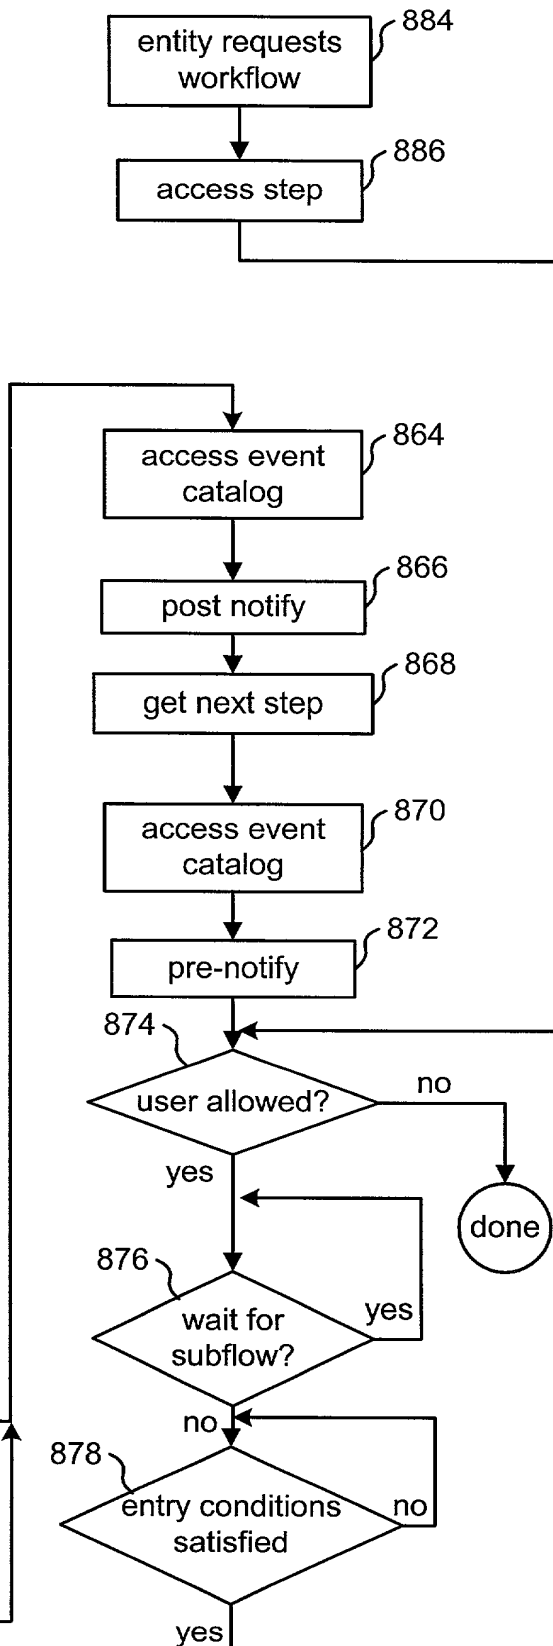 884
entity requests
workflow
886
access step
864
access event
catalog
866
post notify
868
get next step
870
access event
catalog
872
pre-notify
874
user allowed?
no
yes
done
876
wait for
subflow?
yes
no
878
entry conditions
satisfied
no
yes